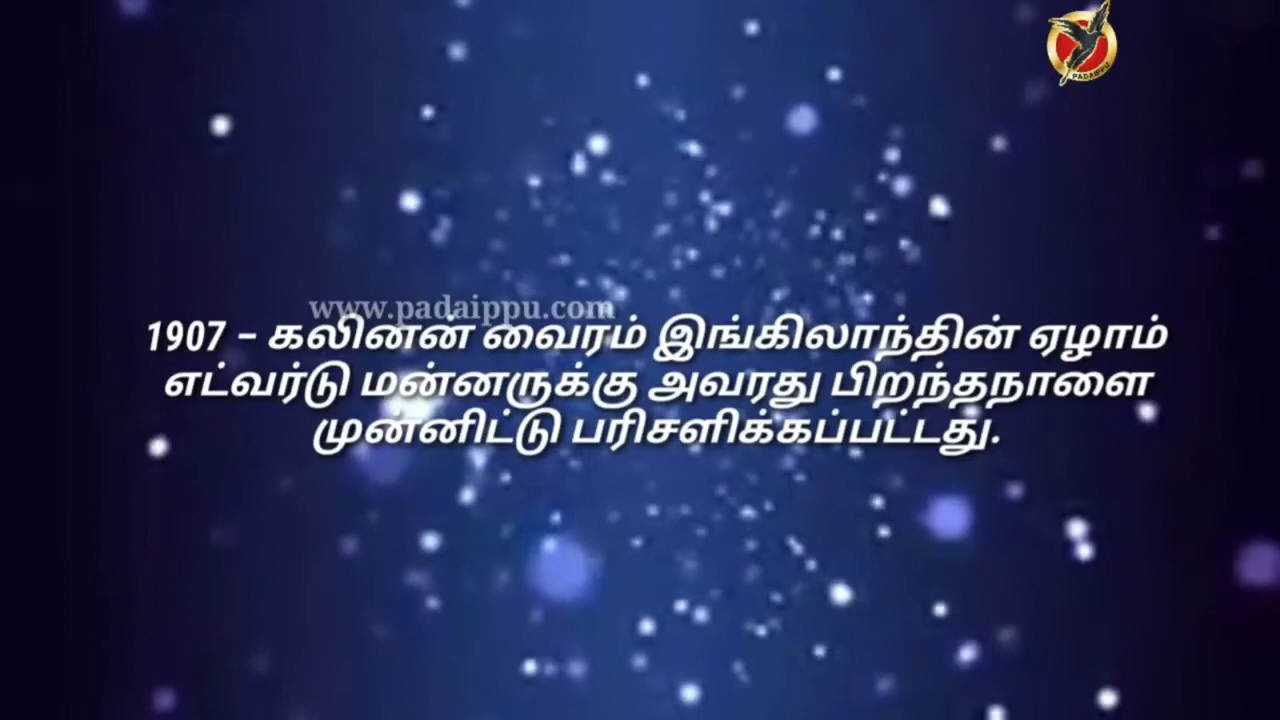 PADAIPPU
www.padaippu.com
1907 – கலினன் வைரம் இங்கிலாந்தின் ஏழாம்
எட்வர்டு மன்னருக்கு அவரது பிறந்தநாளை
முன்னிட்டு பரிசளிக்கப்பட்டது.